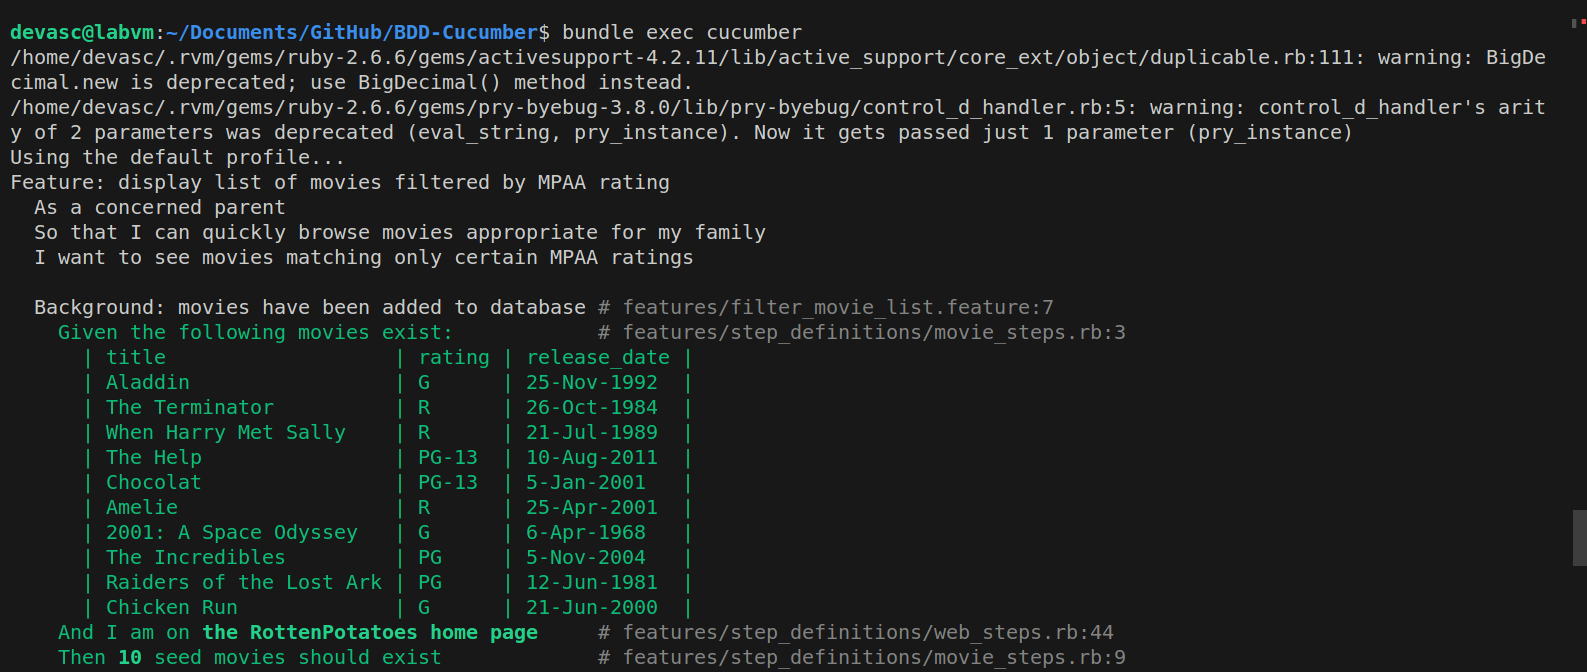 devasc@labvm:~/Documents/GitHub/BDD-Cucumber$ bundle exec cucumber
/home/devasc/.rvm/gems/ruby-2.6.6/gems/activesupport-4.2.11/lib/active_support/core_ext/object/duplicable.rb:111: warning: BigDe
cimal.new is deprecated; use BigDecimal() method instead.
/home/devasc/.rvm/gems/ruby-2.6.6/gems/pry-byebug-3.8.0/lib/pry-byebug/control_d_handler.rb:5: warning: control_d_handler's arit
y of 2 parameters was deprecated (eval_string, pry_instance). Now it gets passed just 1 parameter (pry_instance)
Using the default profile...
Feature: display list of movies filtered by MPAA rating
  As a concerned parent
  So that I can quickly browse movies appropriate for my family
  I want to see movies matching only certain MPAA ratings

  Background: movies have been added to database # features/filter_movie_list.feature:7
    Given the following movies exist:            # features/step_definitions/movie_steps.rb:3
      | title                   | rating | release_date |
      | Aladdin                 | G      | 25-Nov-1992  |
      | The Terminator          | R      | 26-Oct-1984  |
      | When Harry Met Sally    | R      | 21-Jul-1989  |
      | The Help                | PG-13  | 10-Aug-2011  |
      | Chocolat                | PG-13  | 5-Jan-2001   |
      | Amelie                  | R      | 25-Apr-2001  |
      | 2001: A Space Odyssey   | G      | 6-Apr-1968   |
      | The Incredibles         | PG     | 5-Nov-2004   |
      | Raiders of the Lost Ark | PG     | 12-Jun-1981  |
      | Chicken Run             | G      | 21-Jun-2000  |
    And I am on the RottenPotatoes home page     # features/step_definitions/web_steps.rb:44
    Then 10 seed movies should exist             # features/step_definitions/movie_steps.rb:9